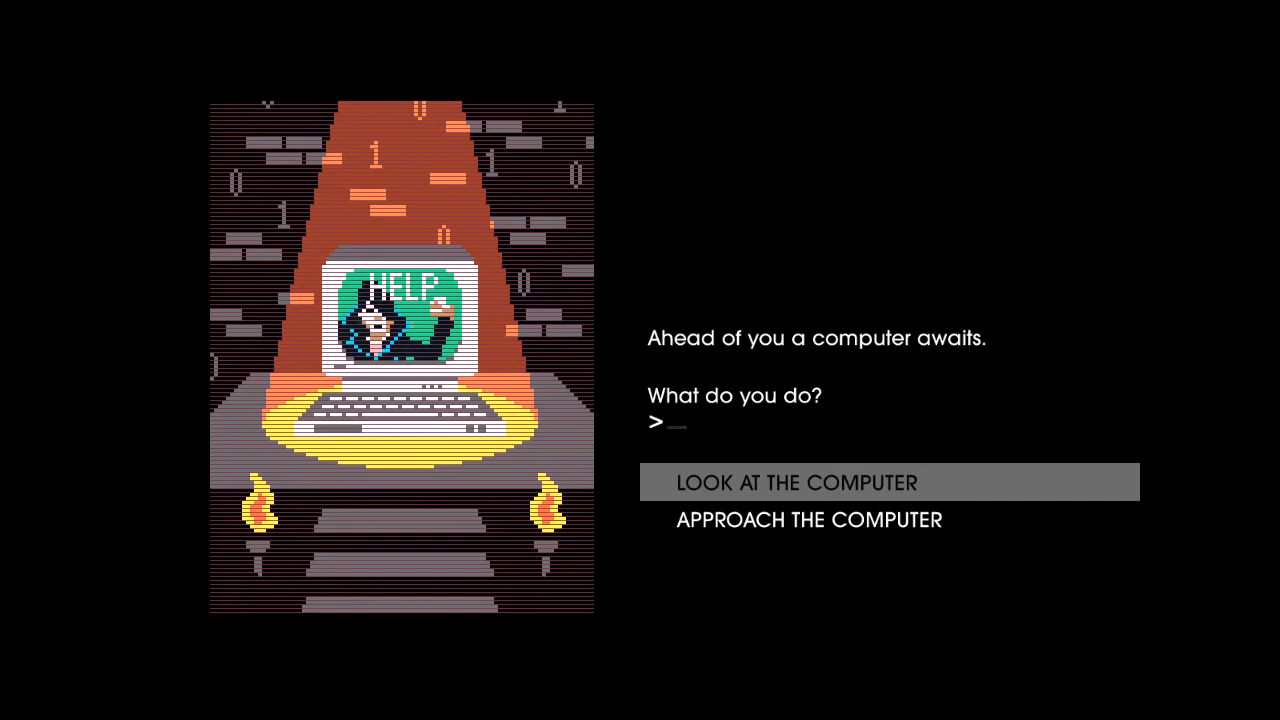 HELP
Ahead of you a computer awaits.
What do you do?
>_
LOOK AT THE COMPUTER
APPROACH THE COMPUTER